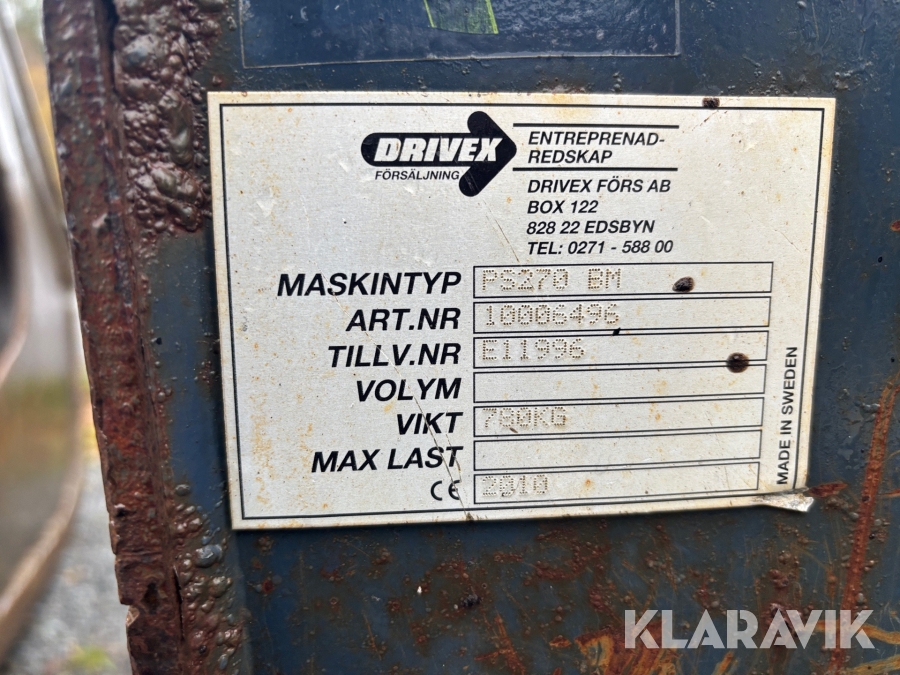 DRIVEX
FÖRSÄLJNING
ENTREPRENAD-
REDSKAP
DRIVEX FÖRS AB
BOX 122
828 22 EDSBYN
TEL: 0271 - 588 00
MASKINTYP PS270 BM
ART.NR 10006496
TILLV.NR E11996
VOLYM
VIKT 780KG
MAX LAST
CE 2010
MADE IN SWEDEN
KLARAVIK